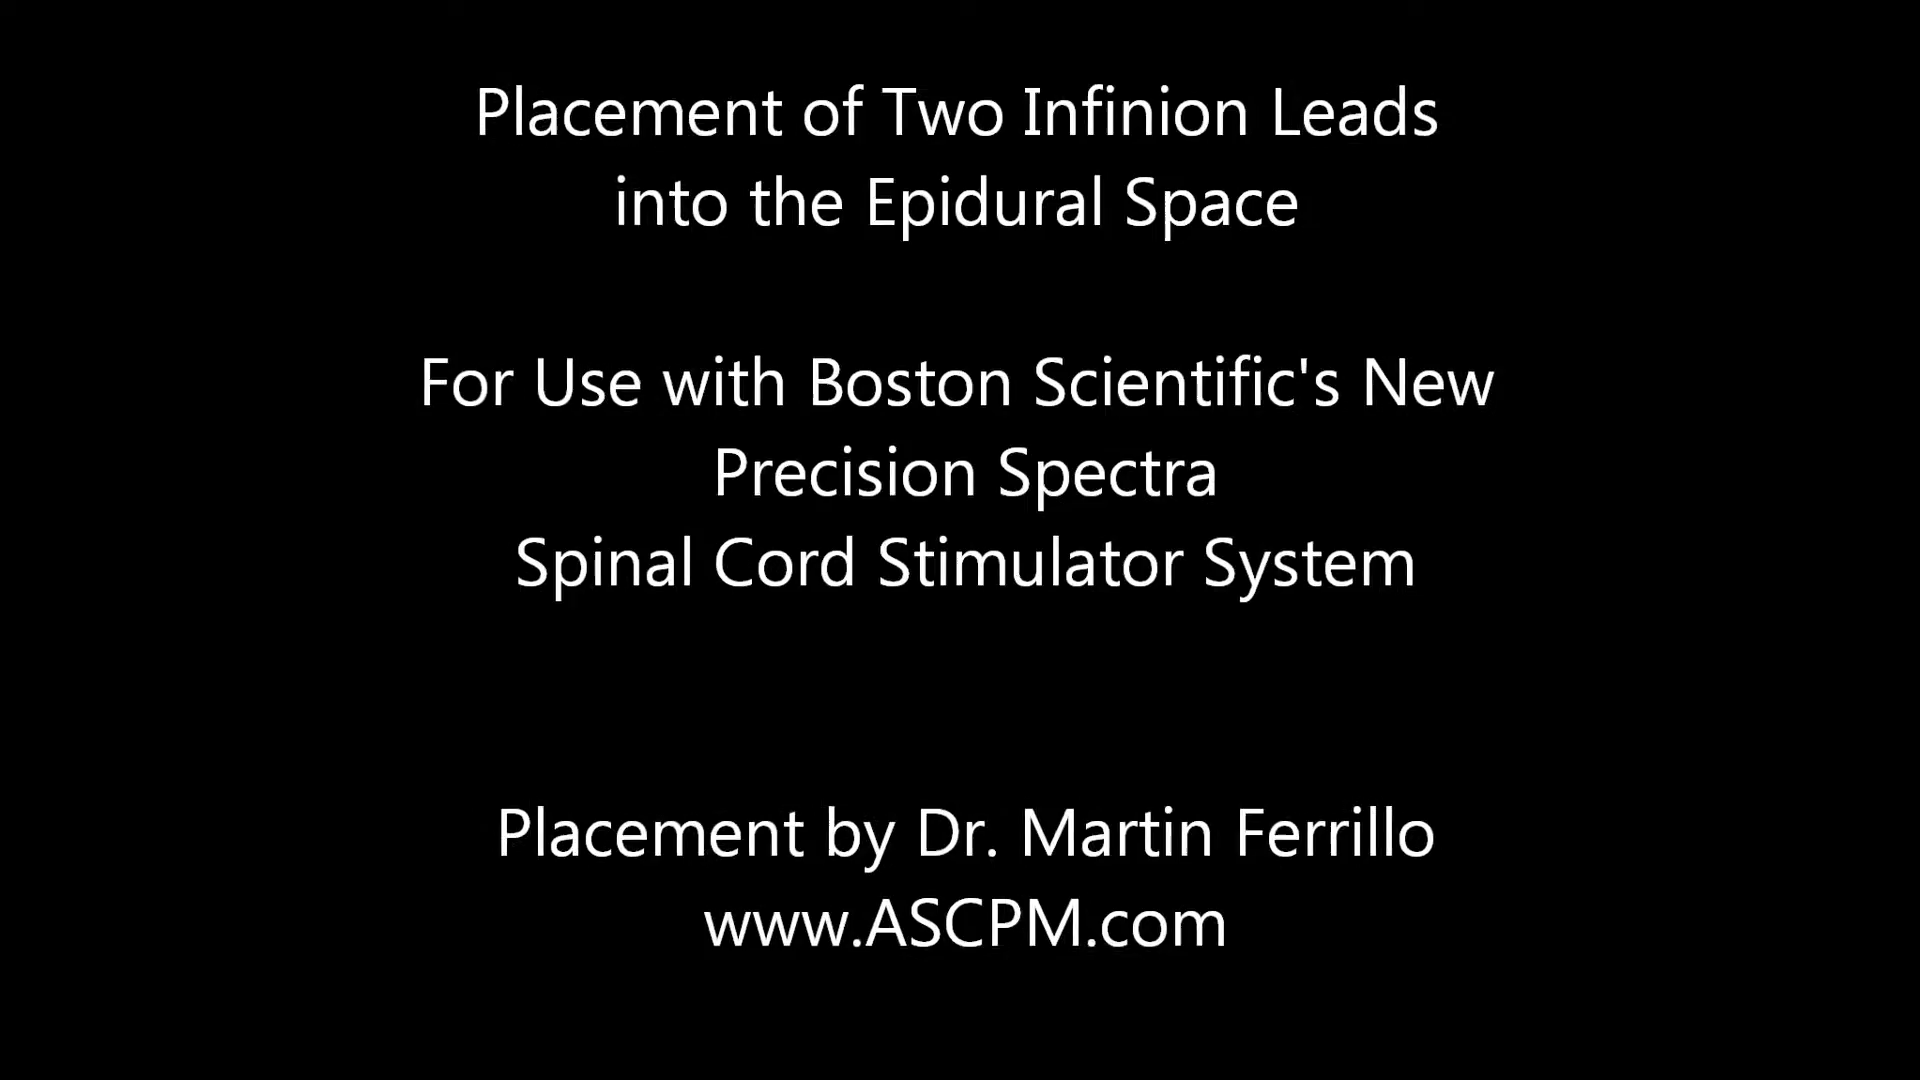 Placement of Two Infinion Leads
into the Epidural Space
For Use with Boston Scientific's New
Precision Spectra
Spinal Cord Stimulator System
Placement by Dr. Martin Ferrillo
www.ASCPM.com